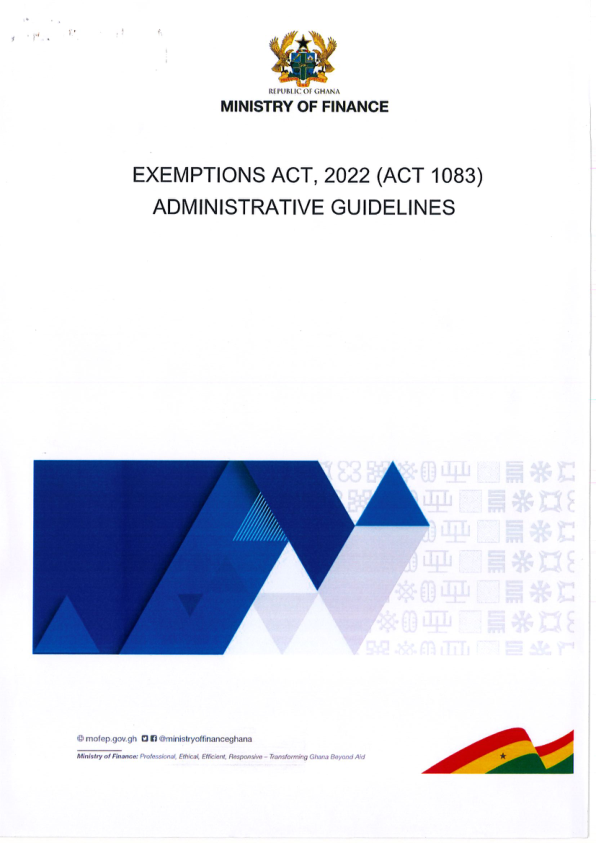 REPUBLIC OF GHANA
MINISTRY OF FINANCE
EXEMPTIONS ACT, 2022 (ACT 1083)
ADMINISTRATIVE GUIDELINES
© mofep.gov.gh @ministryoffinanceghana
Ministry of Finance: Professional, Ethical, Efficient, Responsive – Transforming Ghana Beyond Aid